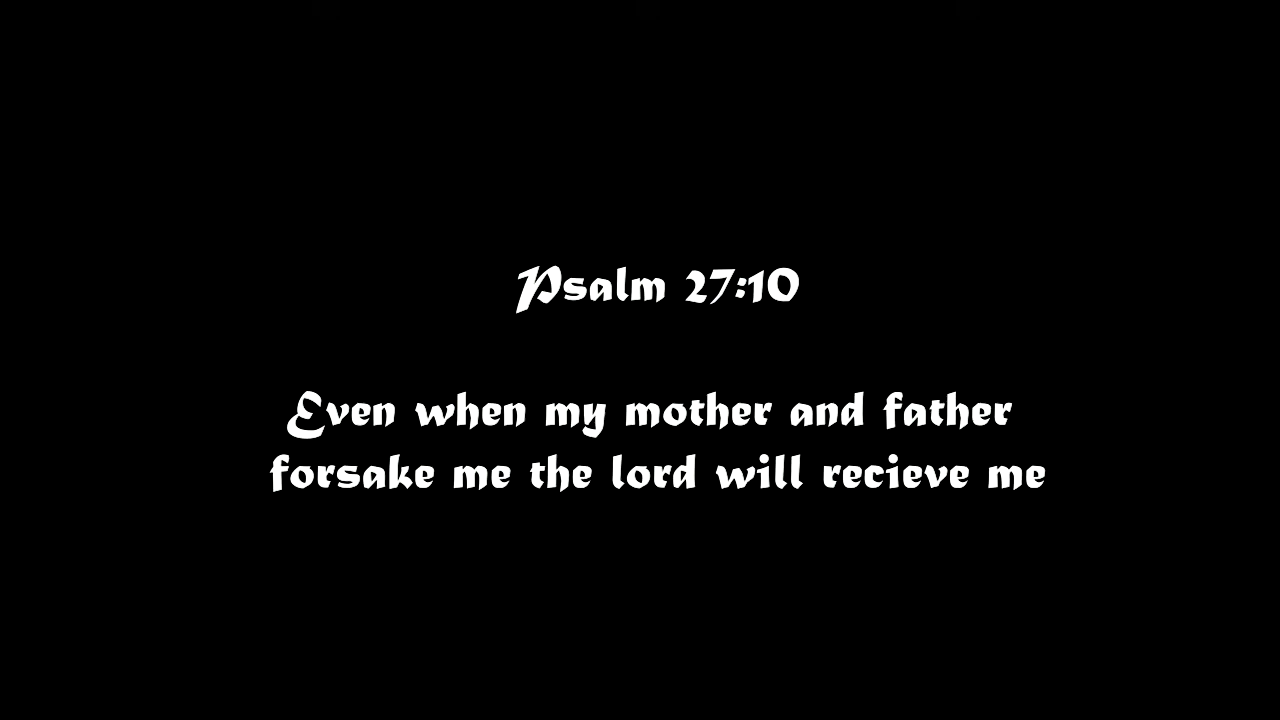 Psalm 27:10
Even when my mother and father
forsake me the lord will recieve me